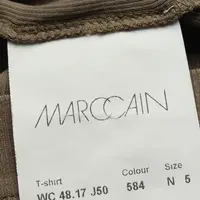 MARCCAIN
T-shirt Colour Size
WC 48.17 J50 584 N 5